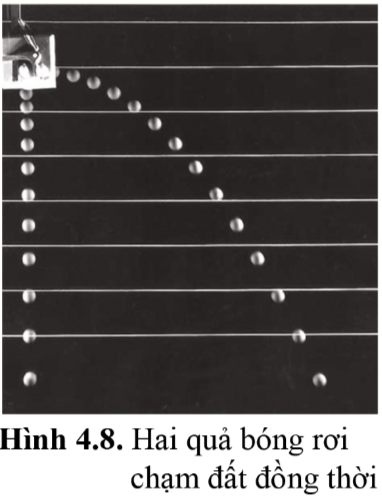 Hình 4.8. Hai quả bóng rơi
chạm đất đồng thời